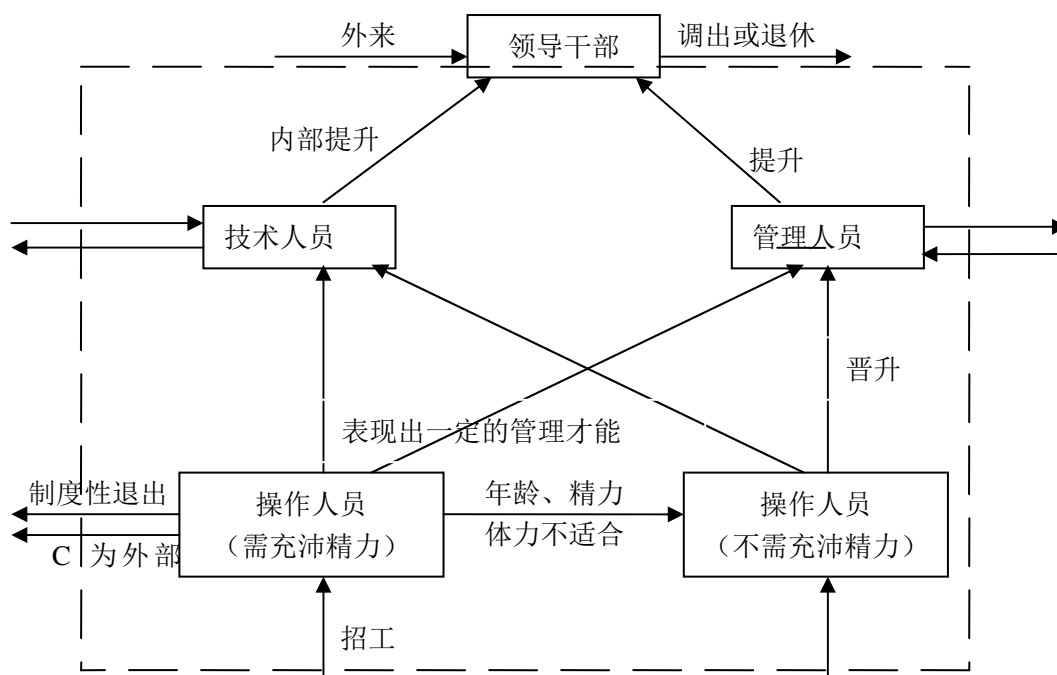 外来
领导干部
调出或退休
内部提升
提升
技术人员
管理人员
晋升
表现出一定的管理才能
制度性退出
C 为外部
操作人员
（需充沛精力）
年龄、精力
体力不适合
操作人员
（不需充沛精力）
招工